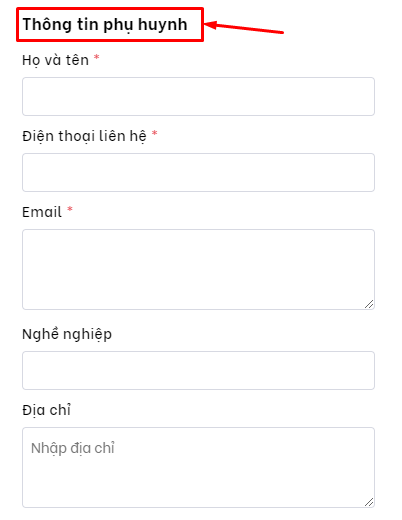 Thông tin phụ huynh
Họ và tên *
Điện thoại liên hệ *
Email *
Nghề nghiệp
Địa chỉ
Nhập địa chỉ